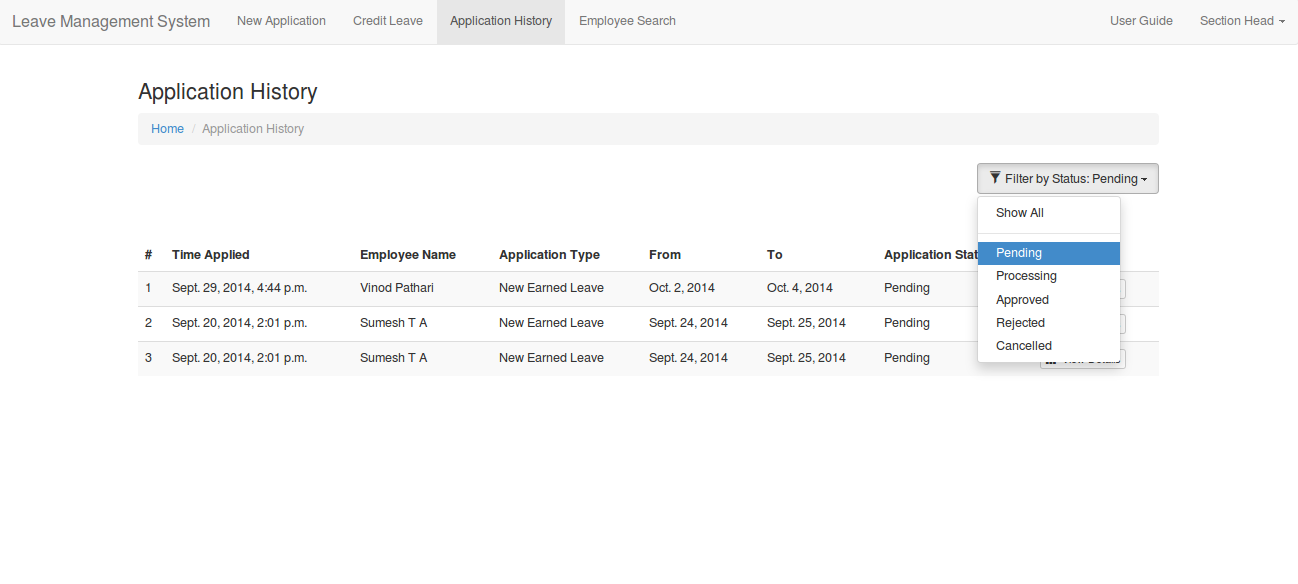 Leave Management System New Application Credit Leave Application History Employee Search User Guide Section Head
Application History
Home / Application History
Filter by Status: Pending
Show All
# Time Applied Employee Name Application Type From To Application Stat
Pending
Processing
1 Sept. 29, 2014, 4:44 p.m. Vinod Pathari New Earned Leave Oct. 2, 2014 Oct. 4, 2014 Pending
Approved
2 Sept. 20, 2014, 2:01 p.m. Sumesh T A New Earned Leave Sept. 24, 2014 Sept. 25, 2014 Pending
Rejected
Cancelled
3 Sept. 20, 2014, 2:01 p.m. Sumesh T A New Earned Leave Sept. 24, 2014 Sept. 25, 2014 Pending